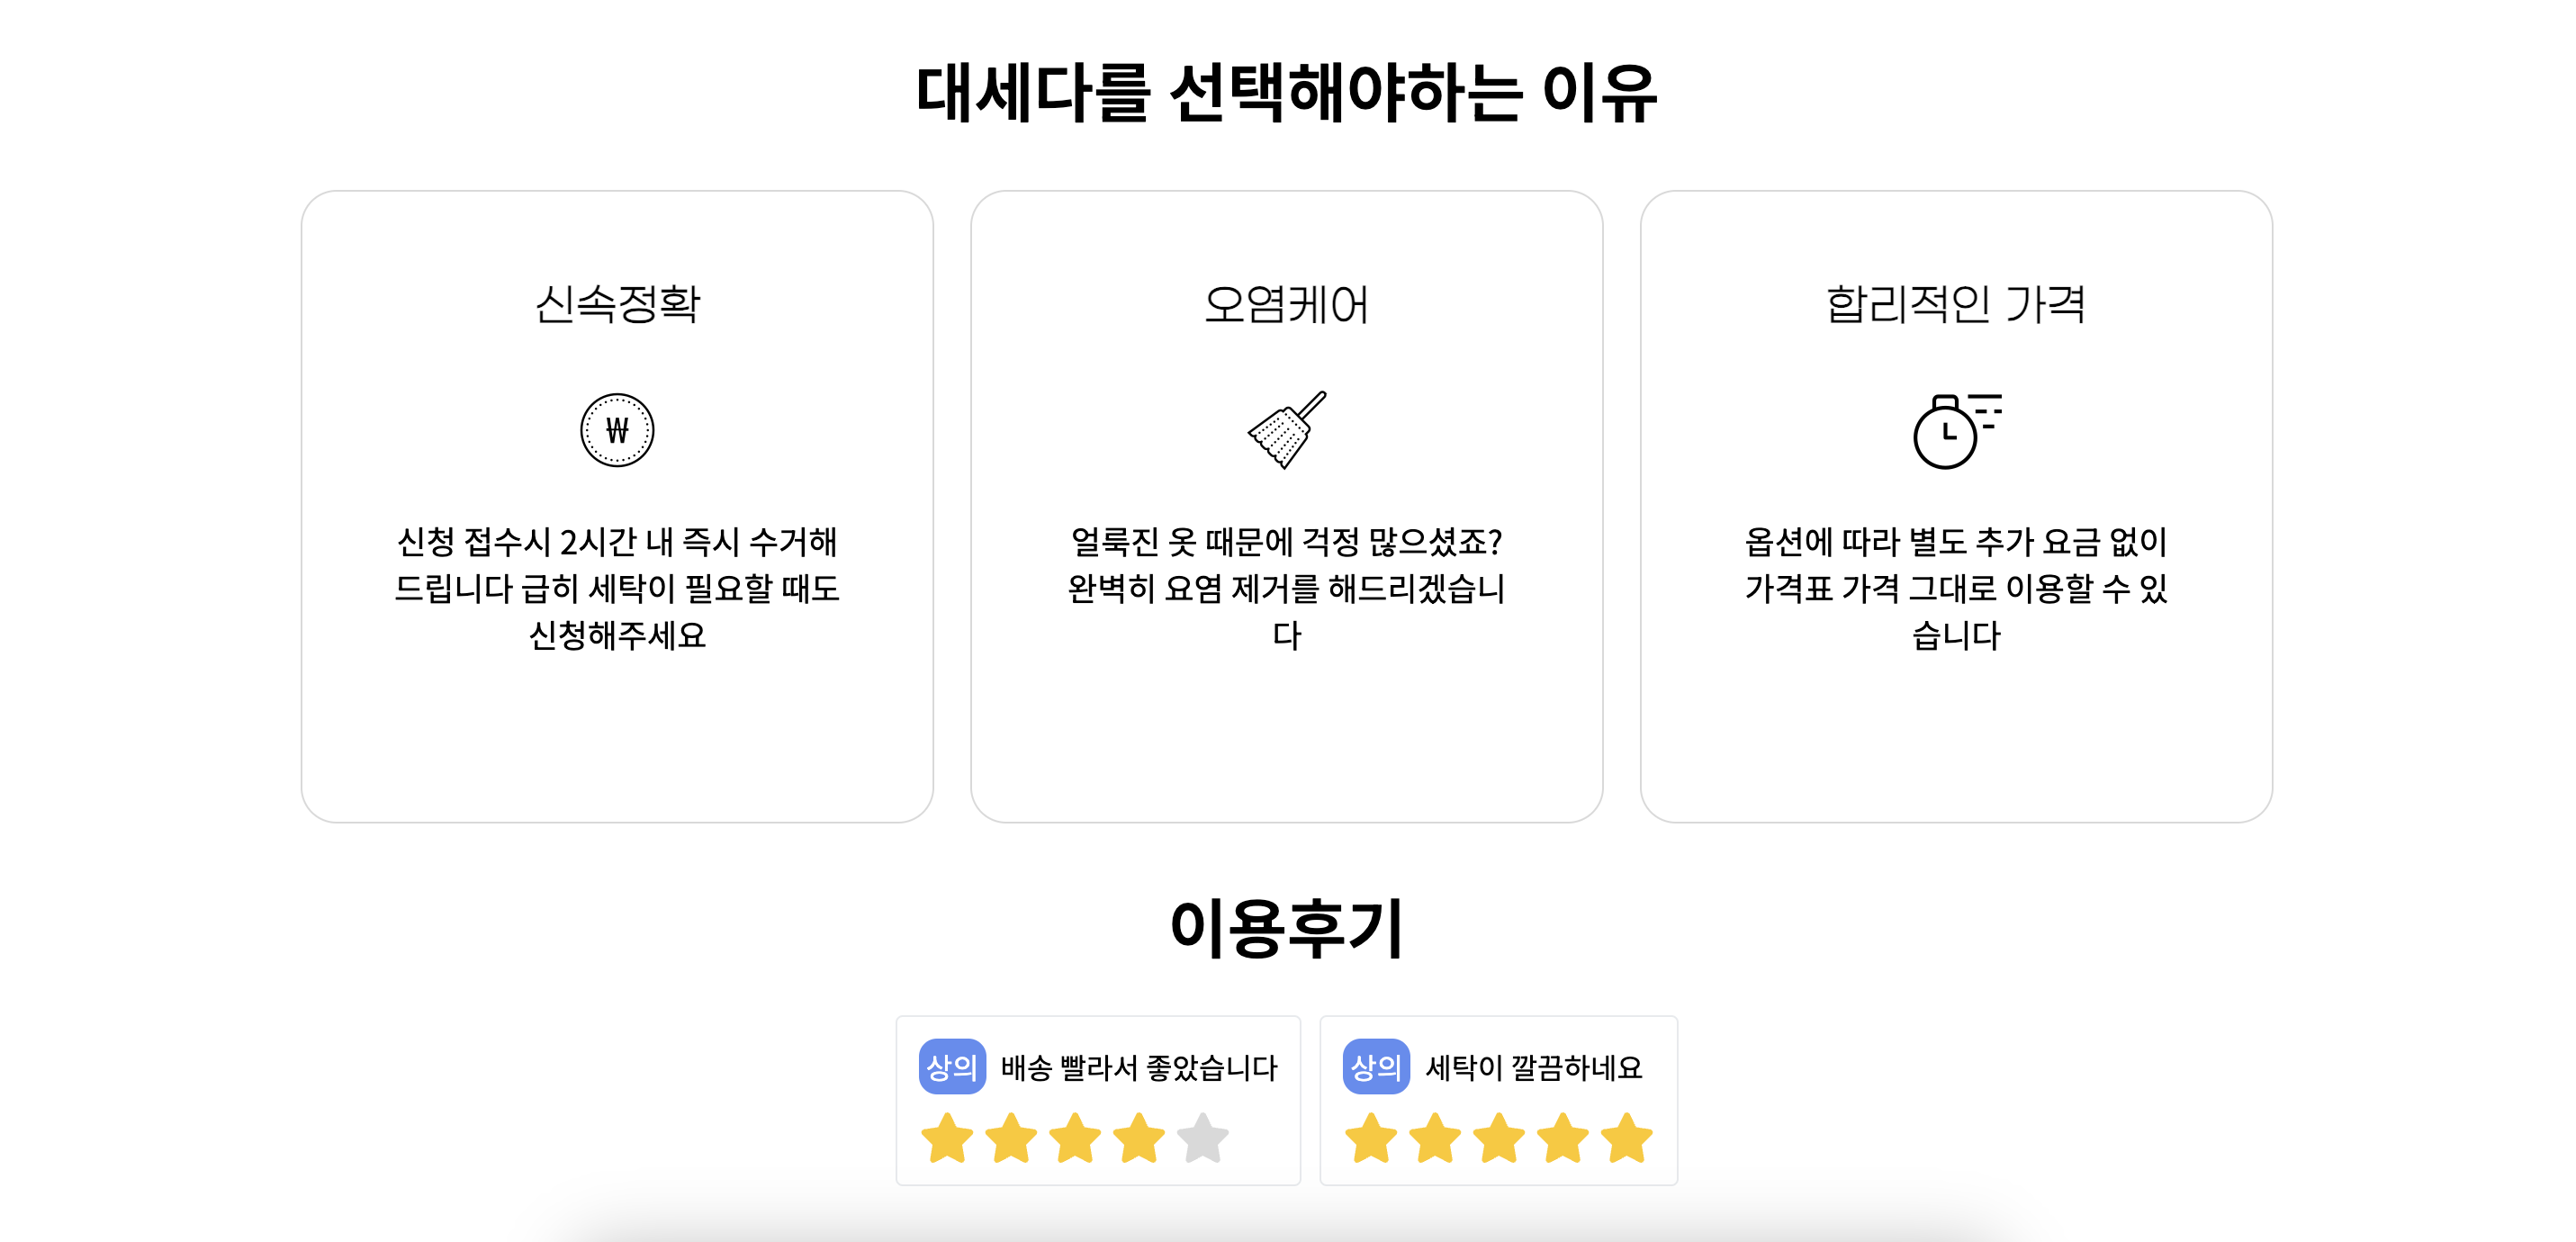 대세다를 선택해야하는 이유
신속정확
₩
신청 접수시 2시간 내 즉시 수거해
드립니다 급히 세탁이 필요할 때도
신청해주세요
오염케어
얼룩진 옷 때문에 걱정 많으셨죠?
완벽히 요염 제거를 해드리겠습니
다
합리적인 가격
옵션에 따라 별도 추가 요금 없이
가격표 가격 그대로 이용할 수 있
습니다
이용후기
상의 배송 빨라서 좋았습니다
상의 세탁이 깔끔하네요